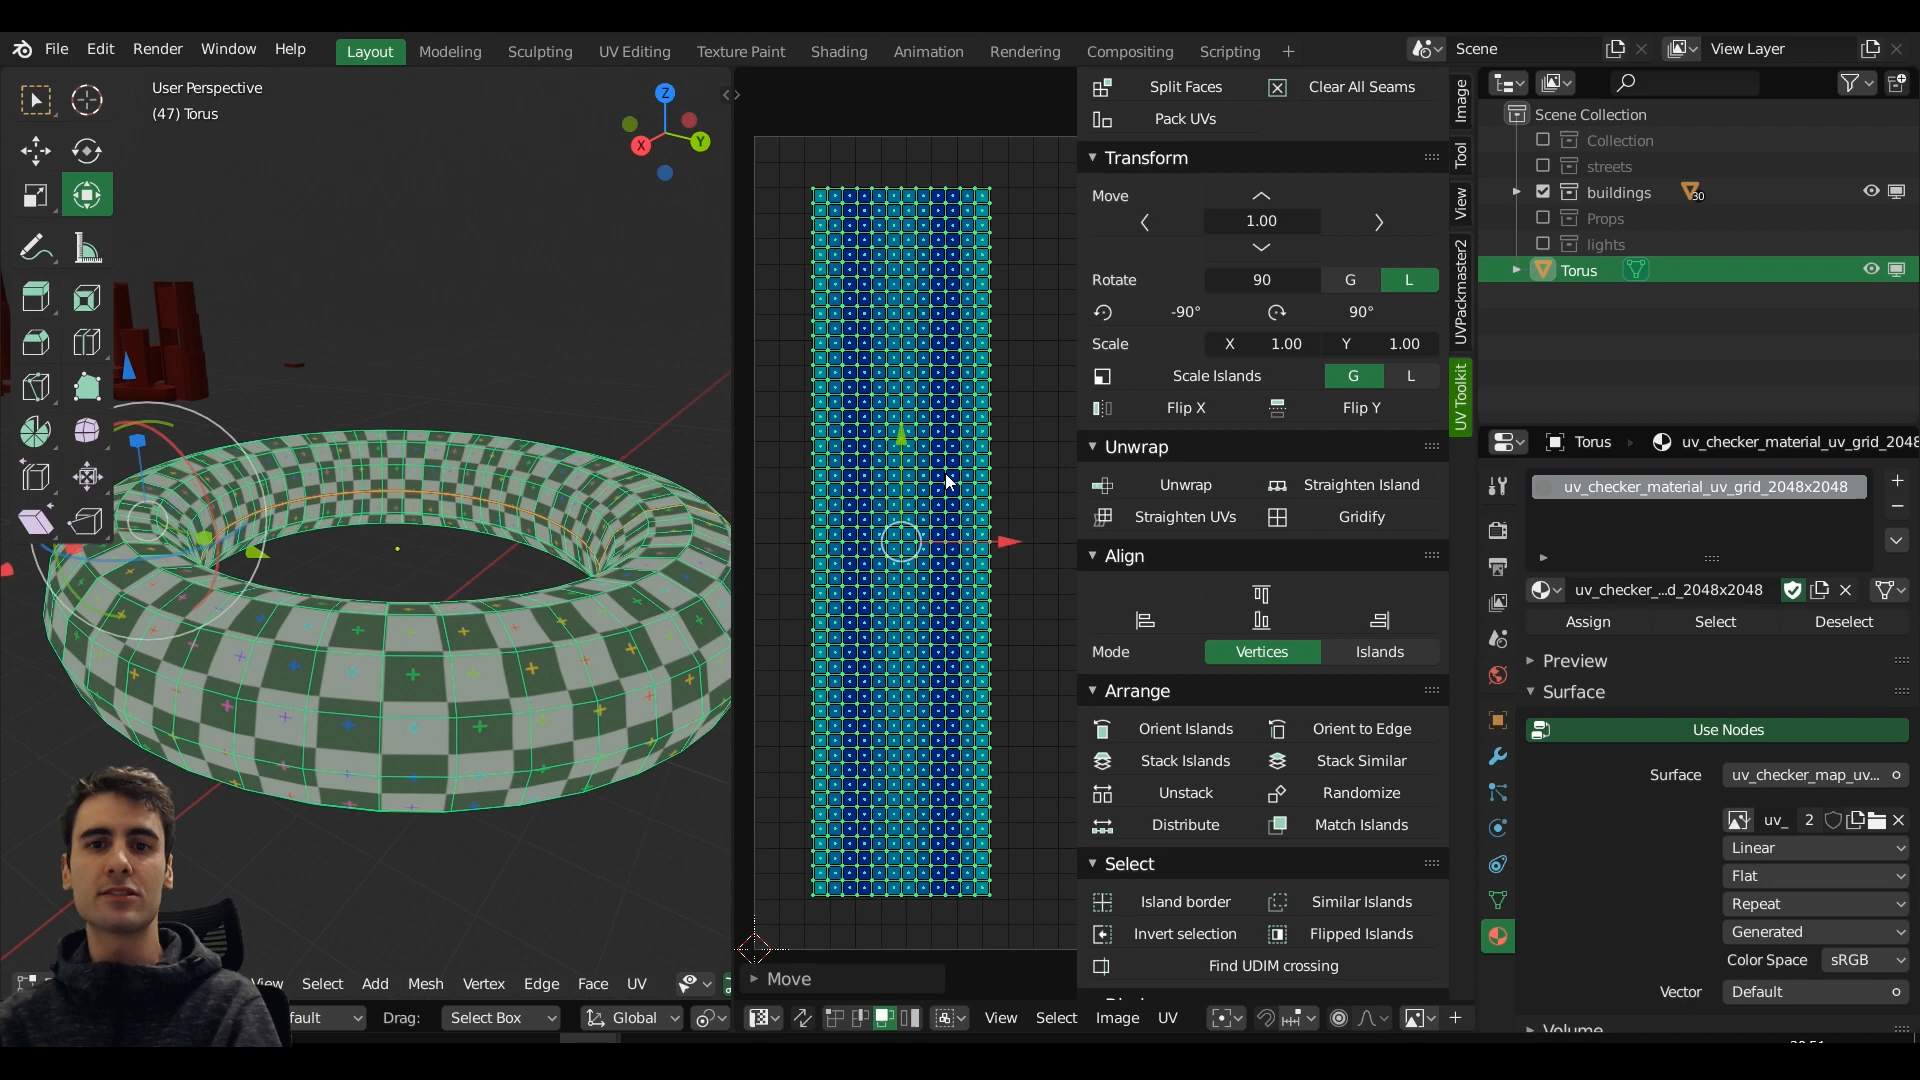 File Edit Render Window Help Layout Modeling Sculpting UV Editing Texture Paint Shading Animation Rendering Compositing Scripting Scene View Layer
User Perspective
(47) Torus
Z
Y
X
View Select Add Mesh Vertex Edge Face UV
fault Drag: Select Box Global
Move
View Select Image UV
Split Faces Clear All Seams
Pack UVs
Transform
Move
1.00
Rotate 90 G L
-90° 90°
Scale X 1.00 Y 1.00
Scale Islands G L
Flip X Flip Y
Unwrap
Unwrap Straighten Island
Straighten UVs Gridify
Align
Mode Vertices Islands
Arrange
Orient Islands Orient to Edge
Stack Islands Stack Similar
Unstack Randomize
Distribute Match Islands
Select
Island border Similar Islands
Invert selection Flipped Islands
Find UDIM crossing
Image
Tool
View
UVPackmaster2
UV Toolkit
Scene Collection
Collection
streets
buildings 30
Props
lights
Torus
Torus uv_checker_material_uv_grid_2048
uv_checker_material_uv_grid_2048x2048
uv_checker_...d_2048x2048
Assign Select Deselect
Preview
Surface
Use Nodes
Surface uv_checker_map_uv...
uv_ 2
Linear
Flat
Repeat
Generated
Color Space sRGB
Vector Default
Volume